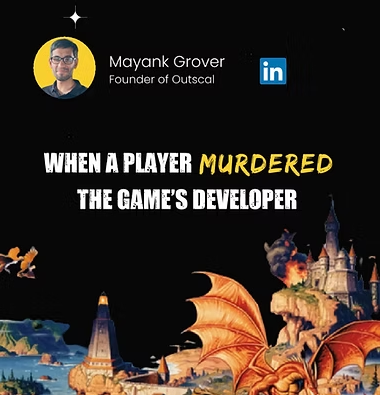 Mayank Grover
Founder of Outscal
in
WHEN A PLAYER MURDERED
THE GAME'S DEVELOPER